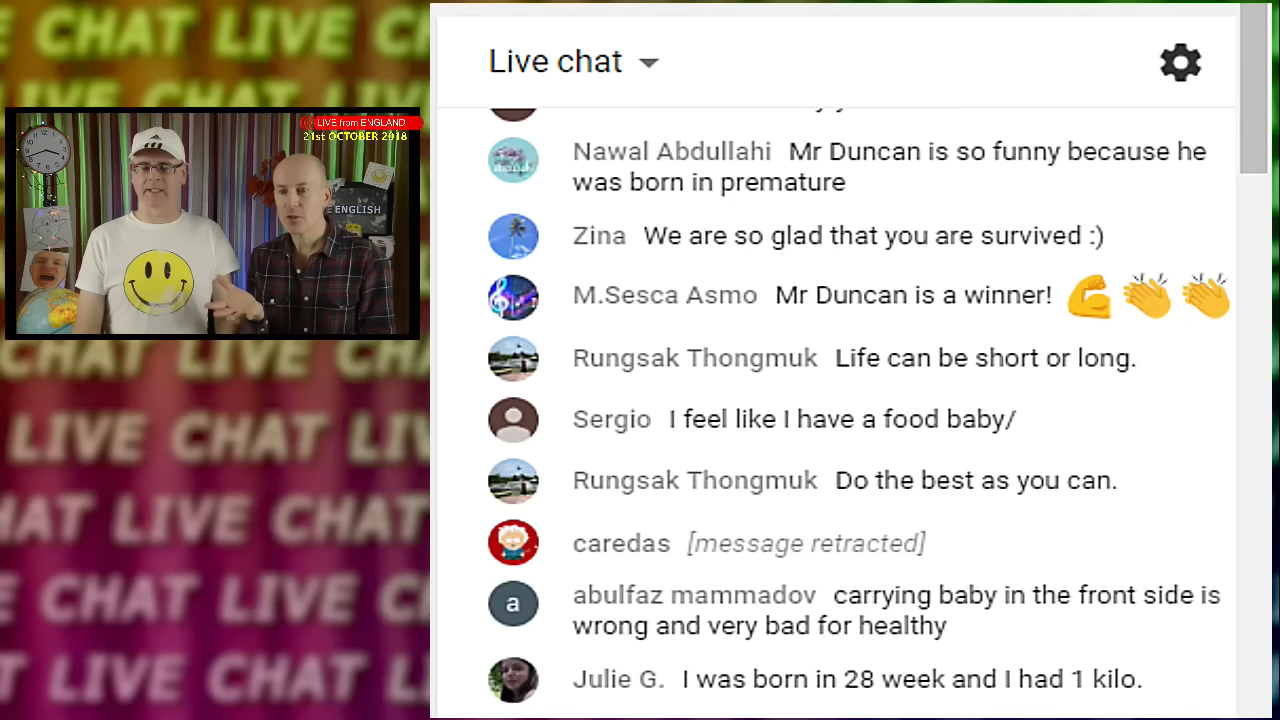 E CHAT LIVE CH
LIVE CHAT LIVE
LIVE from ENGLAND
21st OCTOBER 2018
ENGLISH
CHAT LIVE CHAT
LIVE CHAT LIV
HAT LIVE CHAT
E CHAT LIVE C
T LIVE CHAT L
Live chat
Nawal Abdullahi Mr Duncan is so funny because he
was born in premature
Zina We are so glad that you are survived :)
M.Sesca Asmo Mr Duncan is a winner! 💪 👏 👏
Rungsak Thongmuk Life can be short or long.
Sergio I feel like I have a food baby/
Rungsak Thongmuk Do the best as you can.
caredas [message retracted]
a
abulfaz mammadov carrying baby in the front side is
wrong and very bad for healthy
Julie G. I was born in 28 week and I had 1 kilo.